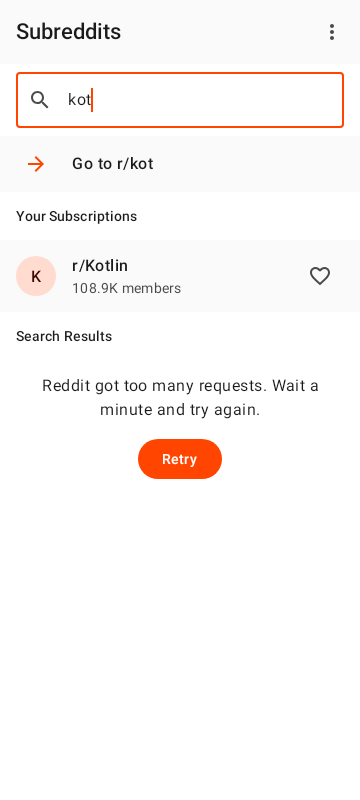 Subreddits
kot
Go to r/kot
Your Subscriptions
K
r/Kotlin
108.9K members
Search Results
Reddit got too many requests. Wait a
minute and try again.
Retry